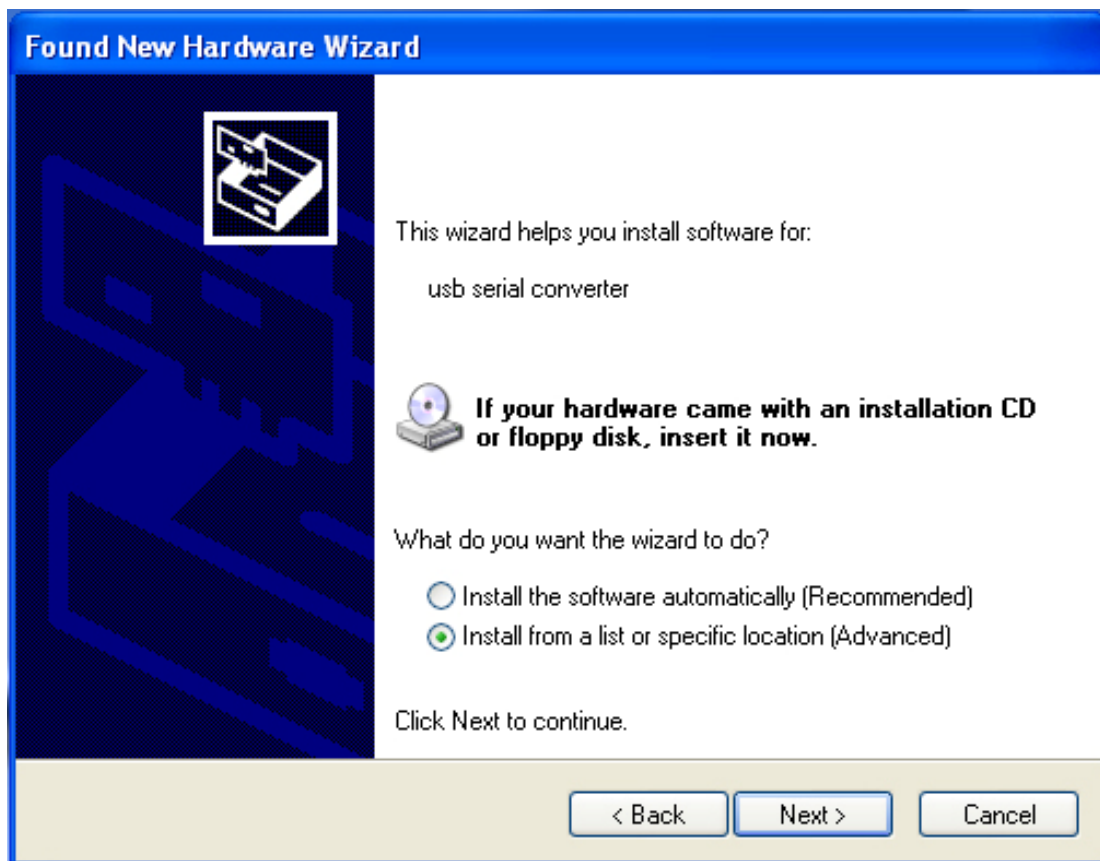 Found New Hardware Wizard
This wizard helps you install software for:
usb serial converter
If your hardware came with an installation CD
or floppy disk, insert it now.
What do you want the wizard to do?
Install the software automatically (Recommended)
Install from a list or specific location (Advanced)
Click Next to continue.
< Back
Next >
Cancel